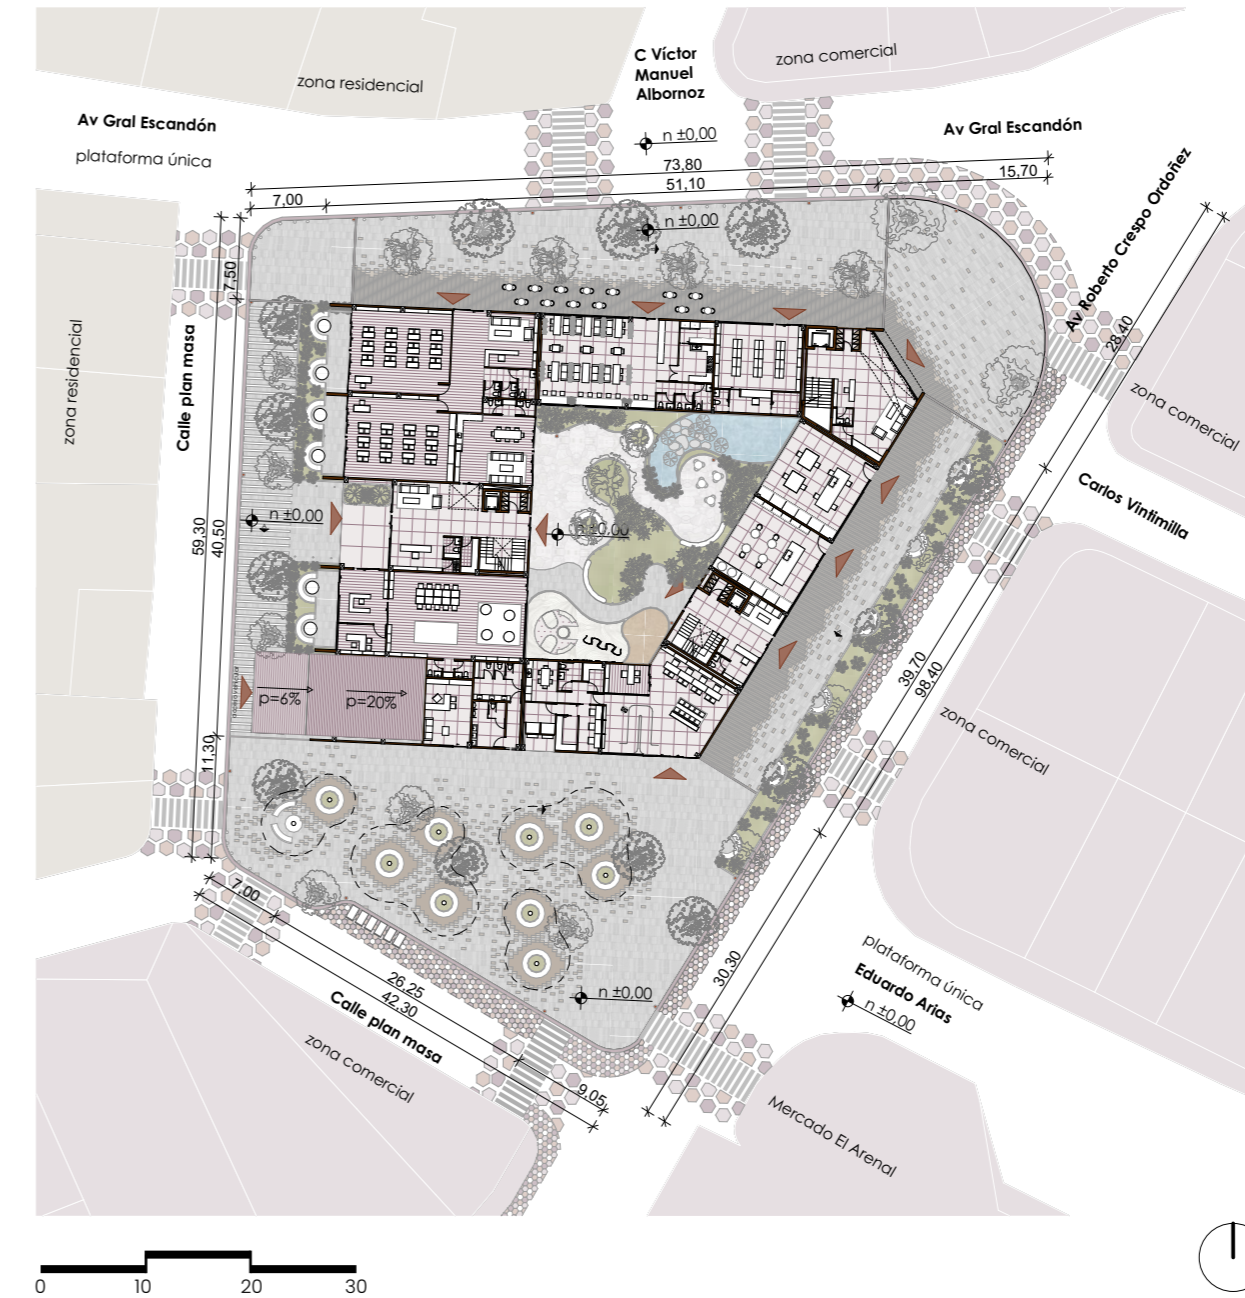 C Víctor
Manuel
Albornoz
zona comercial
zona residencial
Av Gral Escandón
plataforma única
n ±0,00
Av Gral Escandón
73,80
51,10
15,70
7,00
n ±0,00
Av Roberto Crespo Ordoñez
28,40
7,50
zona residencial
Calle plan masa
zona comercial
59,30
40,50
n ±0,00
n ±0,00
Carlos Vintimilla
39,70
98,40
p=6%
p=20%
zona comercial
11,30
7,00
26,25
42,30
Calle plan masa
zona comercial
n ±0,00
30,30
plataforma única
Eduardo Arias
n ±0,00
9,05
Mercado El Arenal
0 10 20 30